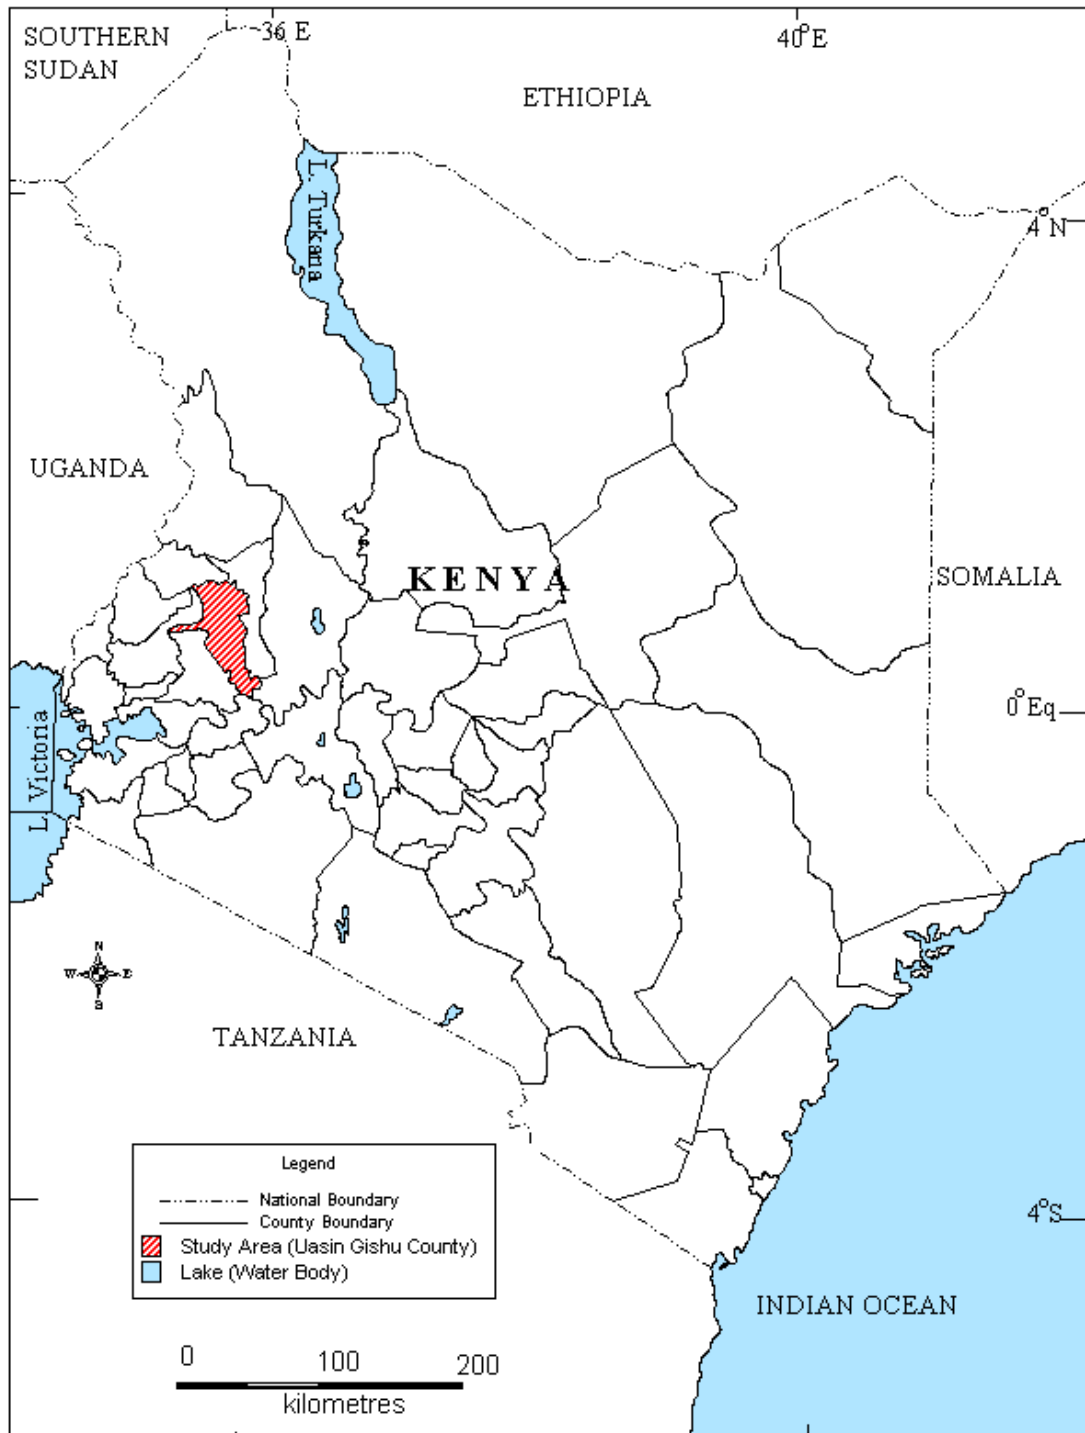 SOUTHERN
SUDAN
36 E
40°E
ETHIOPIA
L. Turkana
4°N
UGANDA
KENYA
SOMALIA
0°Eq
L. Victoria
N
W E
S
TANZANIA
Legend
National Boundary
County Boundary
Study Area (Uasin Gishu County)
Lake (Water Body)
4°S
INDIAN OCEAN
0 100 200
kilometres